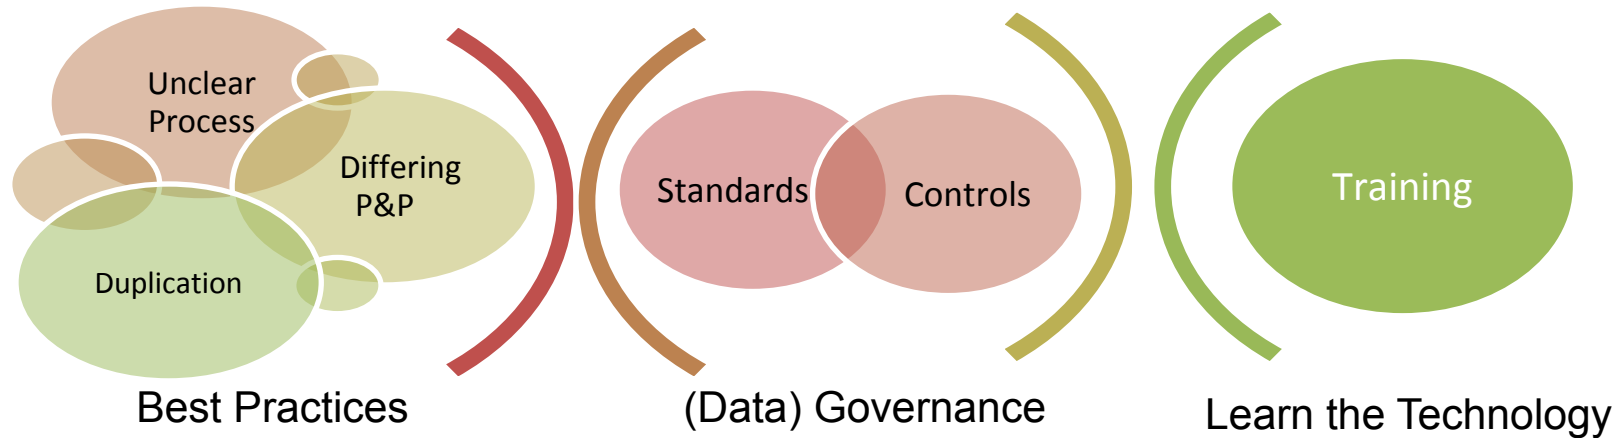 Unclear
Process
Differing
P&P
Duplication
Best Practices
Standards
Controls
(Data) Governance
Training
Learn the Technology